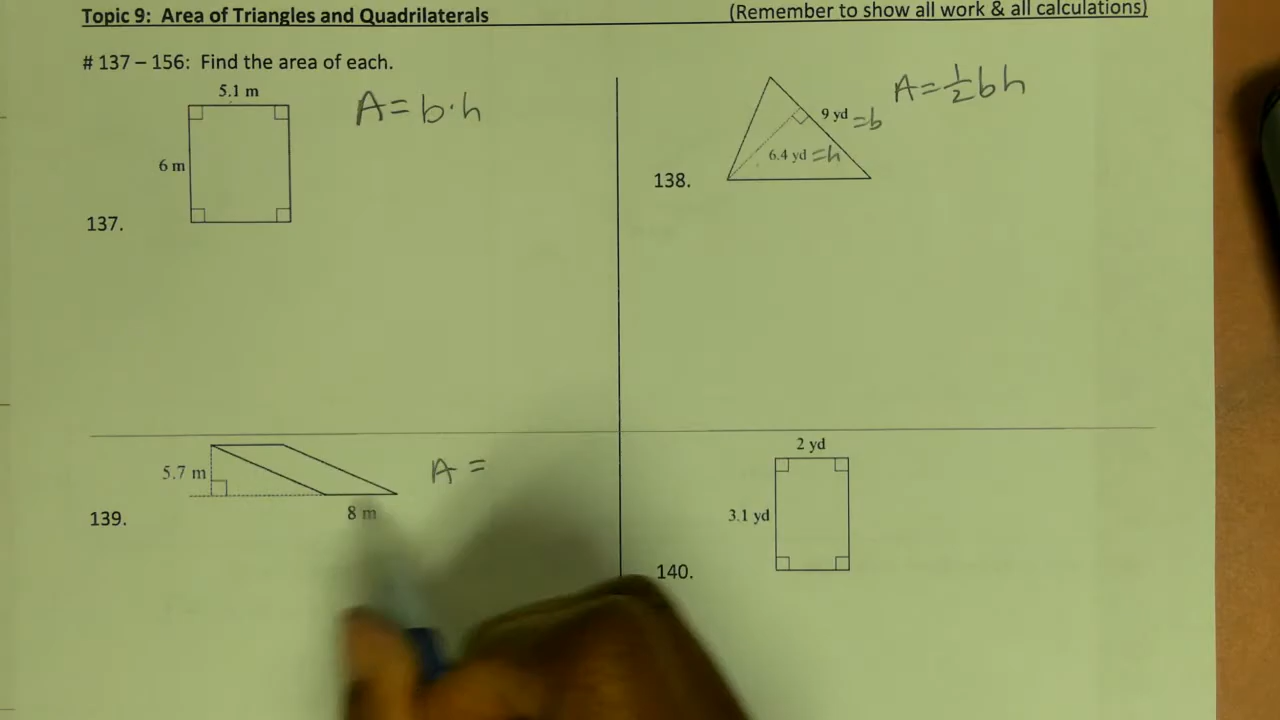 Topic 9: Area of Triangles and Quadrilaterals
(Remember to show all work & all calculations)
# 137 – 156: Find the area of each.
5.1 m
A = b·h
6 m
137.
A = 1/2 bh
9 yd = b
6.4 yd = h
138.
5.7 m
A =
8 m
139.
2 yd
3.1 yd
140.